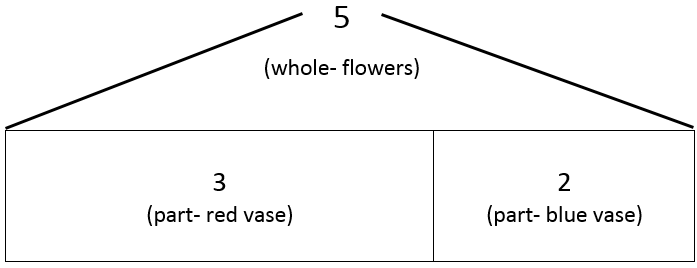 5
(whole- flowers)
3
(part- red vase)
2
(part- blue vase)